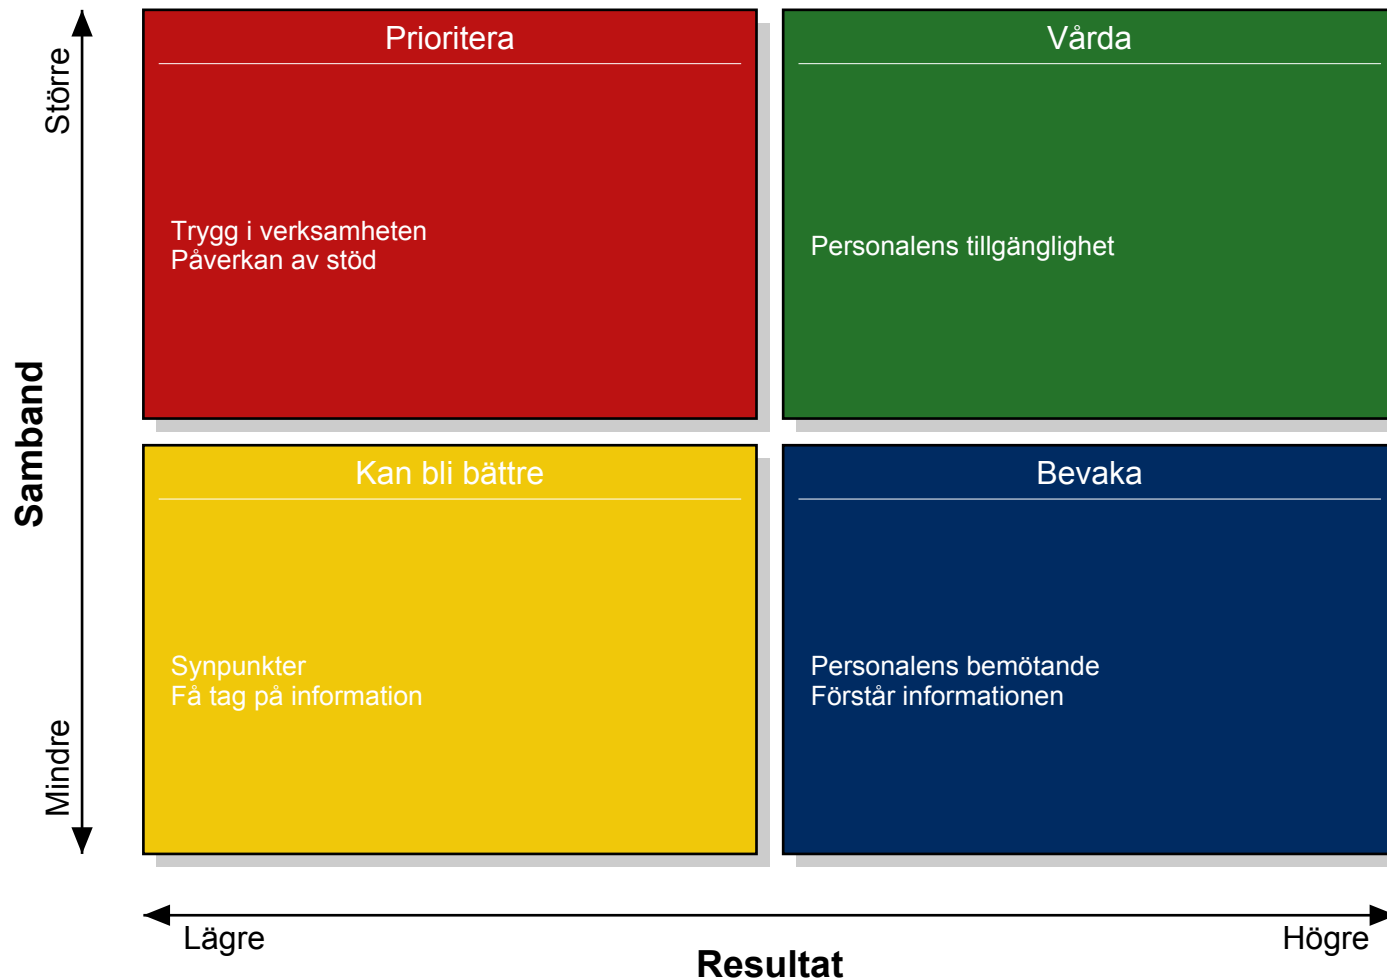 Större
Samband
Mindre
Prioritera
Trygg i verksamheten
Påverkan av stöd
Vårda
Personalens tillgänglighet
Kan bli bättre
Synpunkter
Få tag på information
Bevaka
Personalens bemötande
Förstår informationen
Lägre
Resultat
Högre